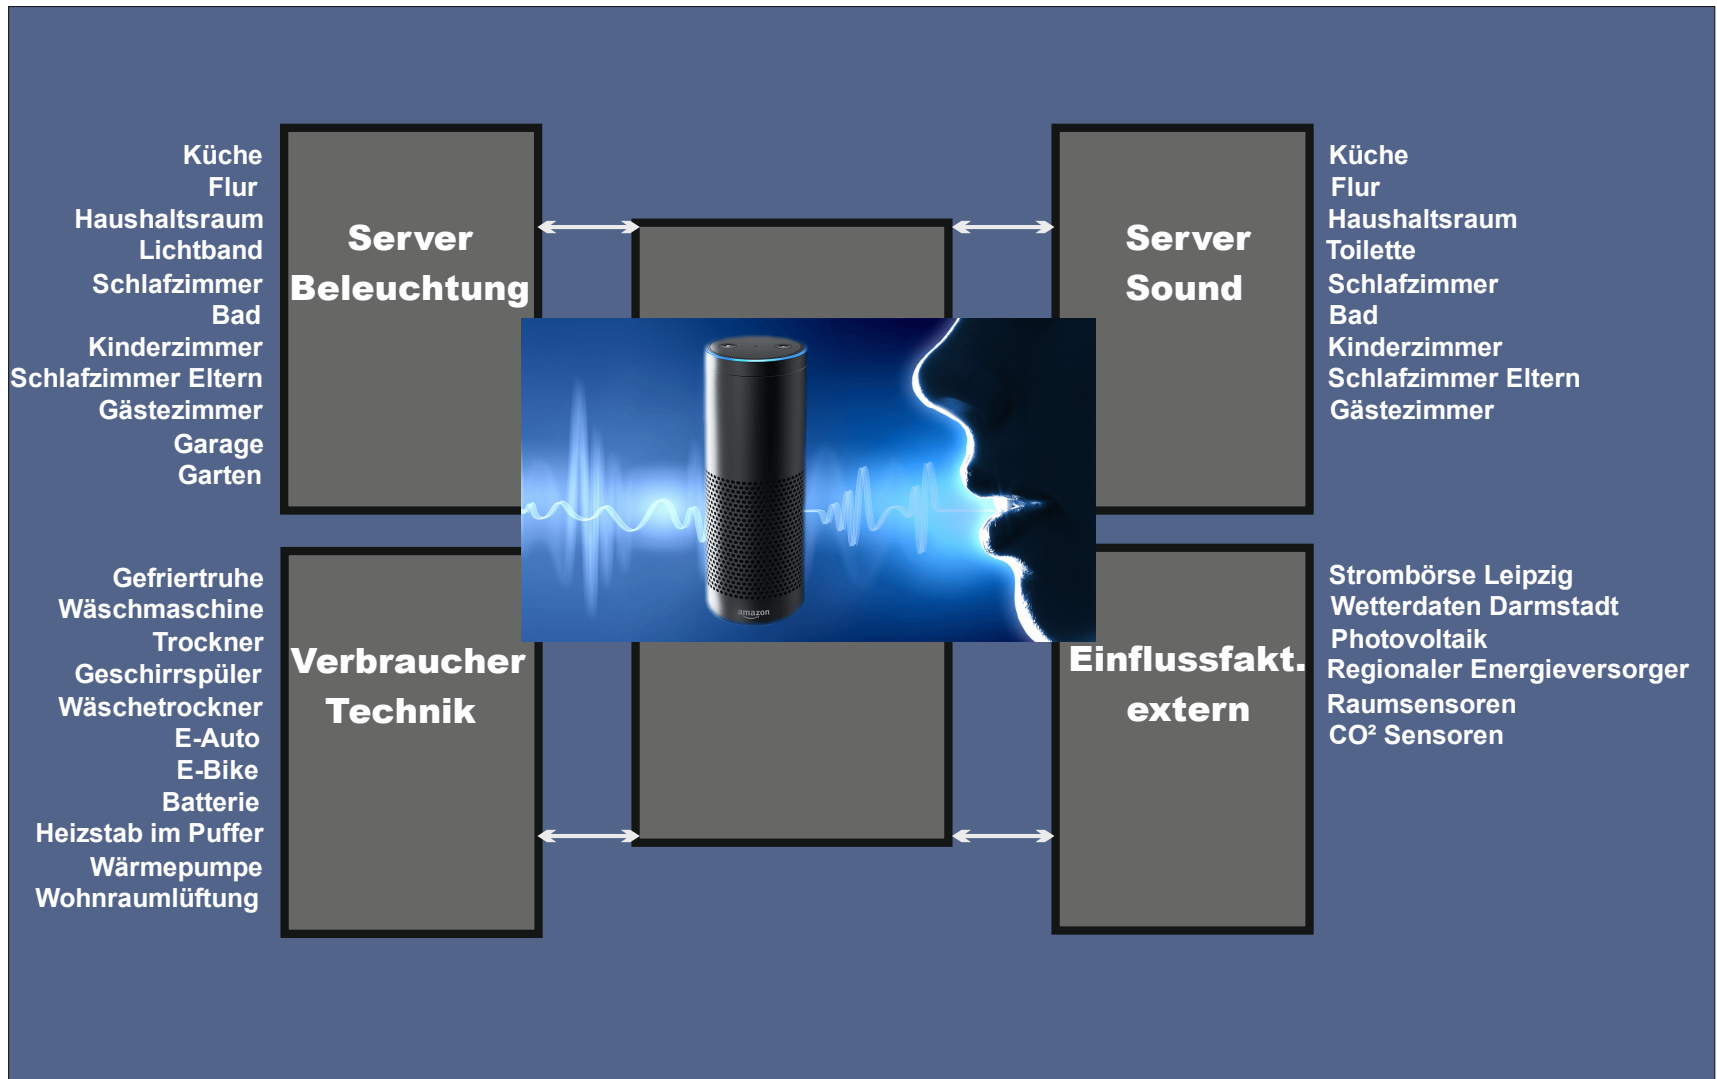 Küche
Flur
Haushaltsraum
Lichtband
Schlafzimmer
Bad
Kinderzimmer
Schlafzimmer Eltern
Gästezimmer
Garage
Garten
Server
Beleuchtung
Server
Sound
Küche
Flur
Haushaltsraum
Toilette
Schlafzimmer
Bad
Kinderzimmer
Schlafzimmer Eltern
Gästezimmer
amazon
Gefriertruhe
Wäschmaschine
Trockner
Geschirrspüler
Wäschetrockner
E-Auto
E-Bike
Batterie
Heizstab im Puffer
Wärmepumpe
Wohnraumlüftung
Verbraucher
Technik
Einflussfakt.
extern
Strombörse Leipzig
Wetterdaten Darmstadt
Photovoltaik
Regionaler Energieversorger
Raumsensoren
CO² Sensoren